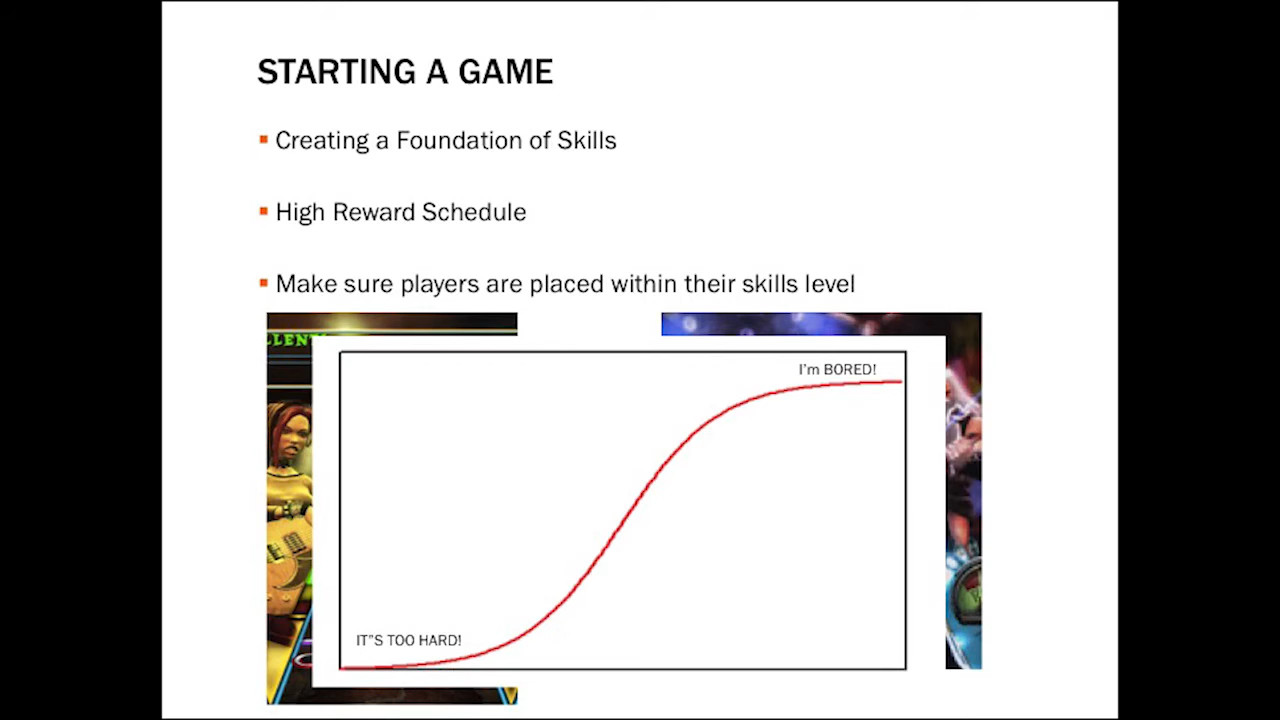 STARTING A GAME
Creating a Foundation of Skills
High Reward Schedule
Make sure players are placed within their skills level
I'm BORED!
IT"S TOO HARD!